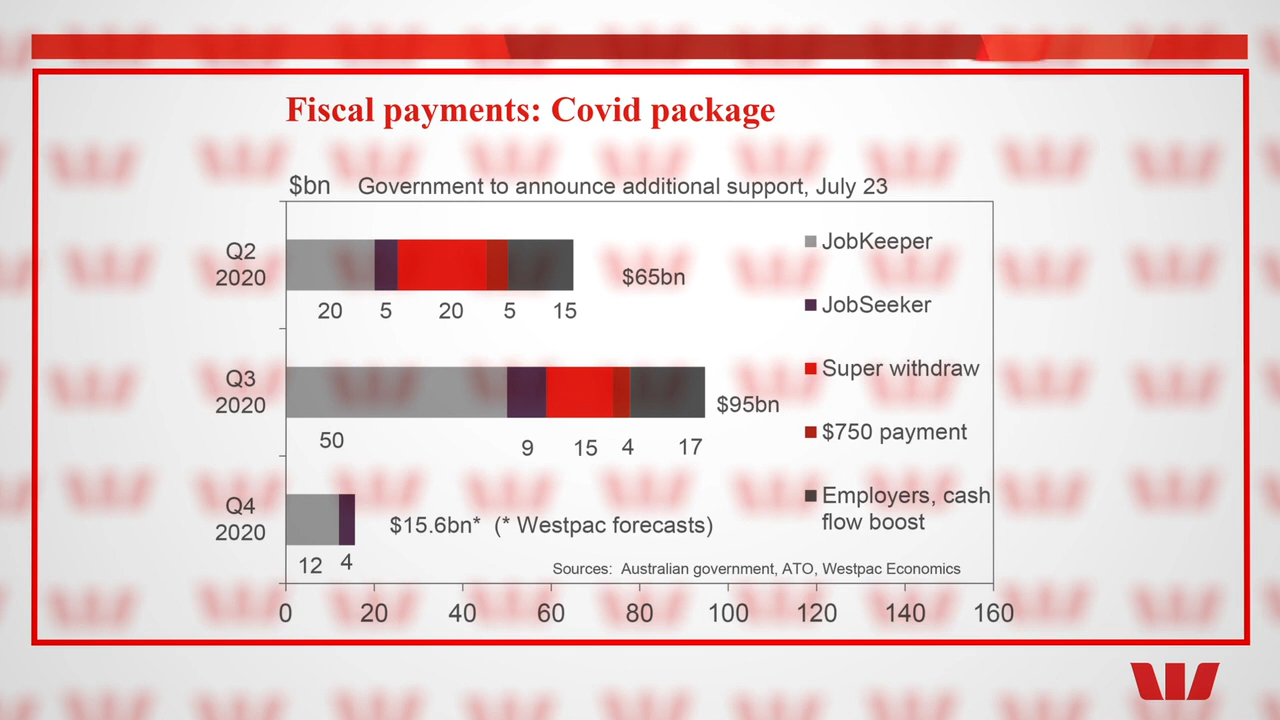 Fiscal payments: Covid package
$bn Government to announce additional support, July 23
Q2
2020
20 5 20 5 15
$65bn
Q3
2020
50 9 15 4 17
$95bn
Q4
2020
12 4
$15.6bn* (* Westpac forecasts)
JobKeeper
JobSeeker
Super withdraw
$750 payment
Employers, cash
flow boost
Sources: Australian government, ATO, Westpac Economics
0 20 40 60 80 100 120 140 160